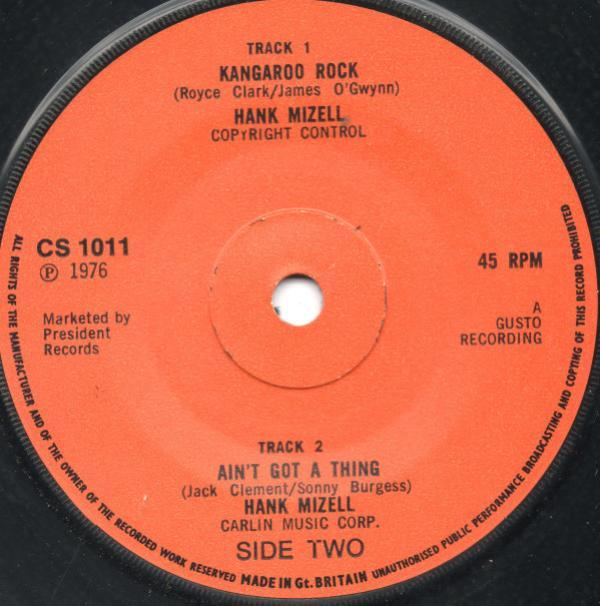 TRACK 1
KANGAROO ROCK
(Royce Clark/James O'Gwynn)
HANK MIZELL
COPYRIGHT CONTROL
CS 1011
℗ 1976
45 RPM
Marketed by
President
Records
A
GUSTO
RECORDING
TRACK 2
AIN'T GOT A THING
(Jack Clement/Sonny Burgess)
HANK MIZELL
CARLIN MUSIC CORP.
SIDE TWO
ALL RIGHTS OF THE MANUFACTURER AND OF THE OWNER OF THE RECORDED WORK RESERVED MADE IN Gt. BRITAIN UNAUTHORISED PUBLIC PERFORMANCE BROADCASTING AND COPYING OF THIS RECORD PROHIBITED